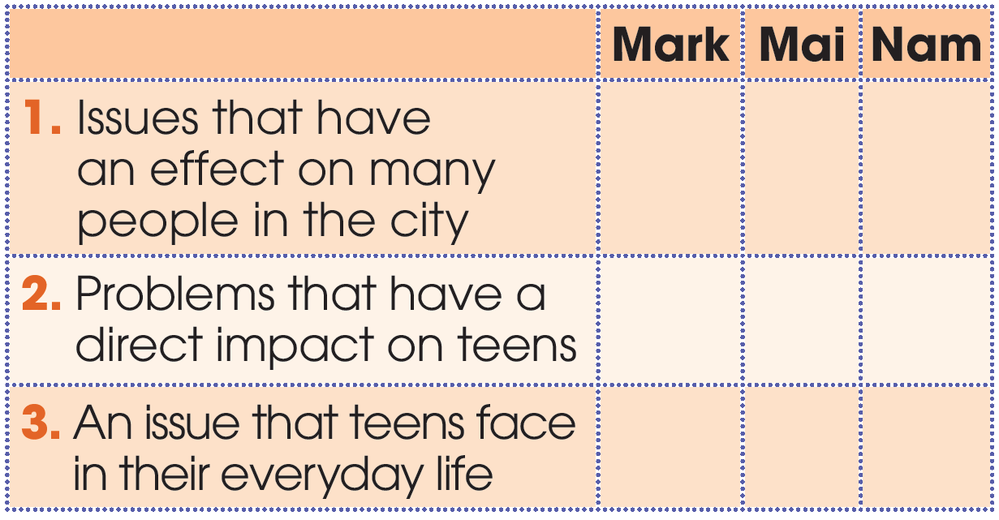 Mark Mai Nam
1. Issues that have
an effect on many
people in the city
2. Problems that have a
direct impact on teens
3. An issue that teens face
in their everyday life